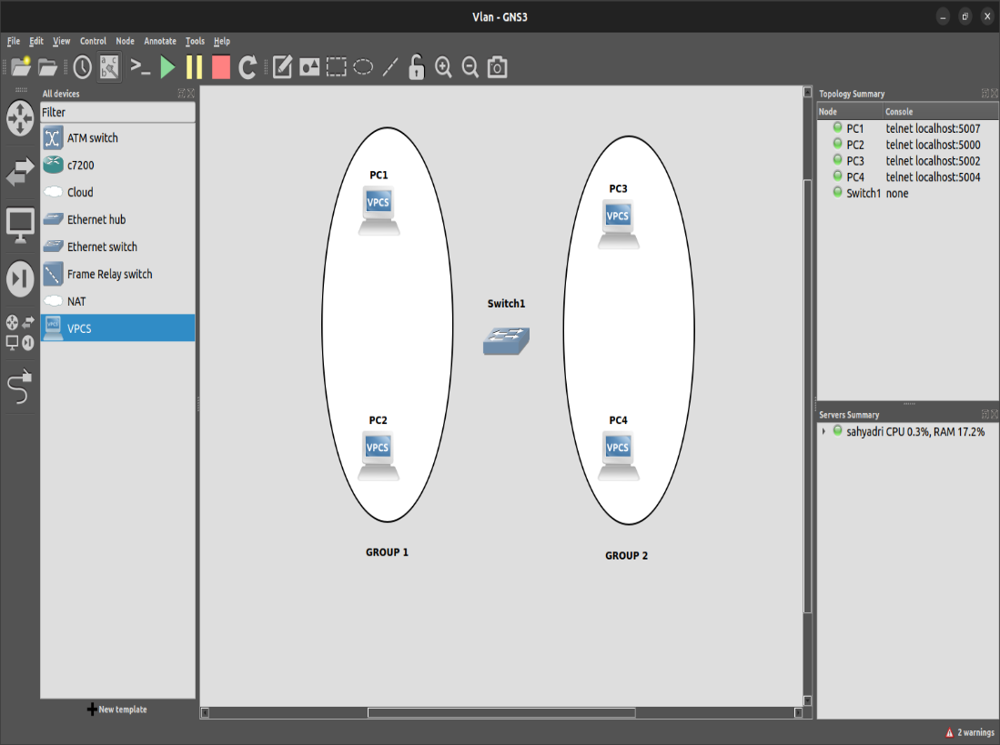 Vlan - GNS3
File Edit View Control Node Annotate Tools Help
All devices
Filter
ATM switch
c7200
Cloud
Ethernet hub
Ethernet switch
Frame Relay switch
NAT
VPCS
New template
PC1
VPCS
PC2
VPCS
GROUP 1
Switch1
PC3
VPCS
PC4
VPCS
GROUP 2
Topology Summary
Node Console
PC1 telnet localhost:5007
PC2 telnet localhost:5000
PC3 telnet localhost:5002
PC4 telnet localhost:5004
Switch1 none
Servers Summary
sahyadri CPU 0.3%, RAM 17.2%
2 warnings